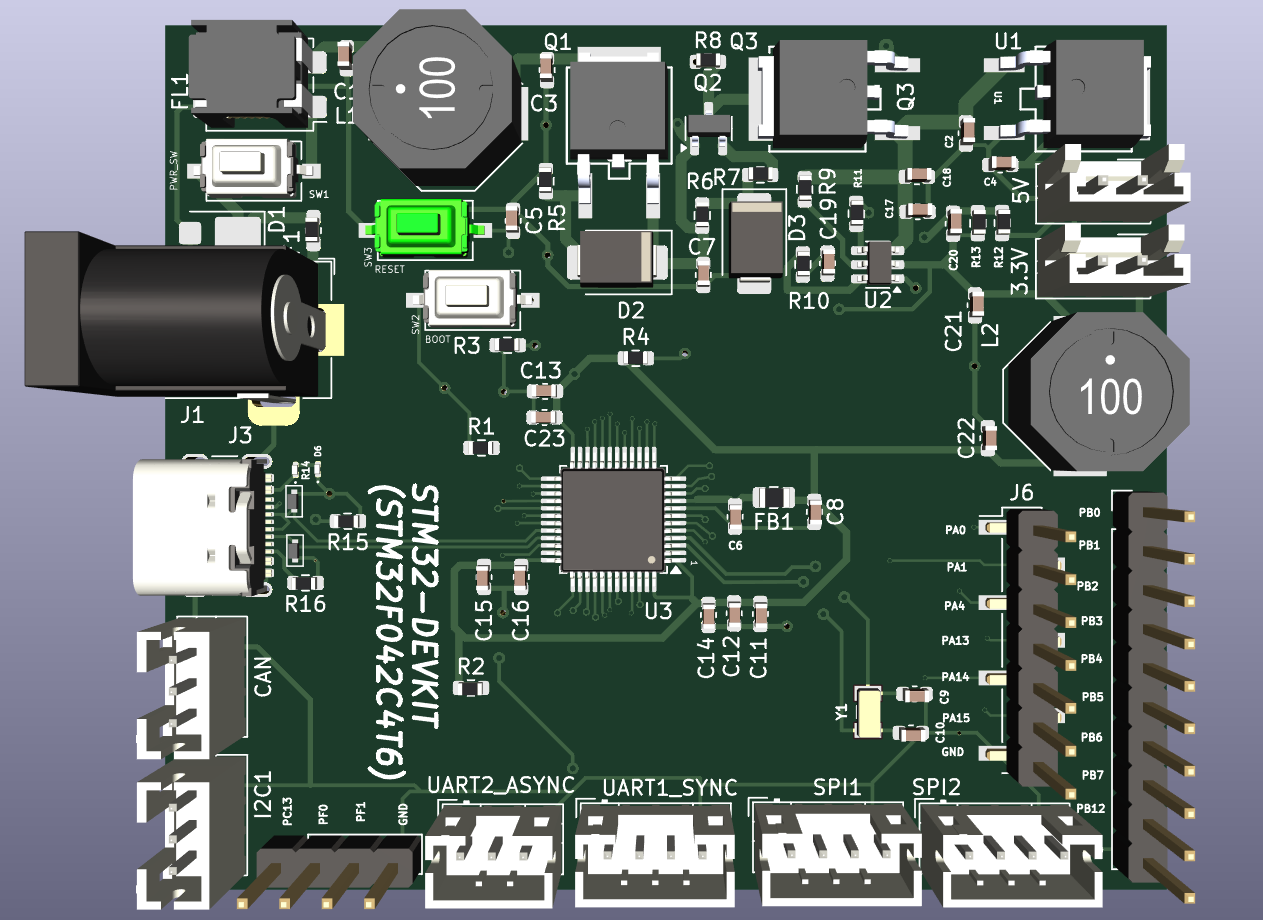 FL1
100
L1
Q1
C3
R8
Q3
Q2
Q3
U1
U1
PWR_SW
SW1
D1
SW3
RESET
C5
R5
R6
R7
C7
D3
C19
R9
R11
C18
C17
C2
C4
5V
R10
R12
U2
C20
R13
R12
3.3V
D2
SW2
BOOT
R3
R4
C21
L2
100
J1
J3
C13
C23
R1
C22
R14
D6
R15
R16
STM32-DEVKIT
(STM32F042C4T6)
C6
FB1
C8
1
U3
C15
C16
C14
C12
C11
R2
Y1
C9
C10
J6
PA0
PA1
PA4
PA13
PA14
PA15
GND
PB0
PB1
PB2
PB3
PB4
PB5
PB6
PB7
PB12
CAN
I2C1
PC13
PF0
PF1
GND
UART2_ASYNC
UART1_SYNC
SPI1
SPI2